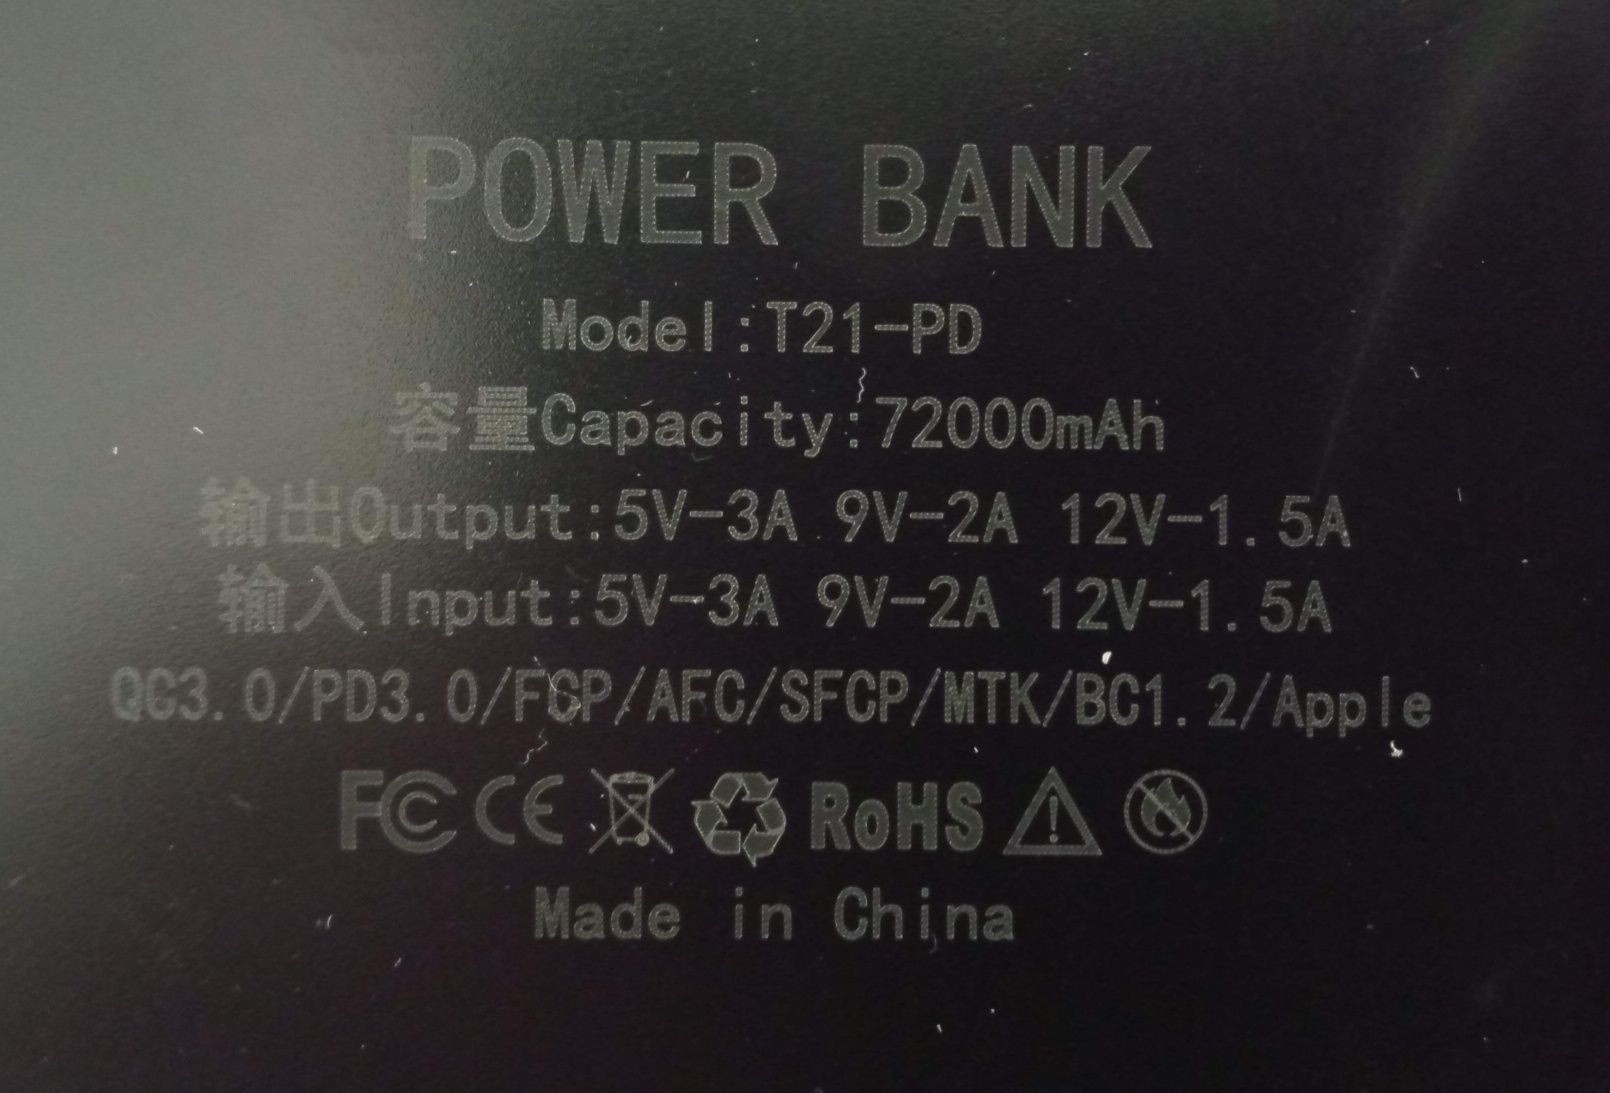 POWER BANK
Model:T21-PD
容量Capacity:72000mAh
输出Output:5V-3A 9V-2A 12V-1.5A
输入Input:5V-3A 9V-2A 12V-1.5A
QC3.0/PD3.0/FCP/AFC/SFCP/MTK/BC1.2/Apple
FC CE RoHS
Made in China